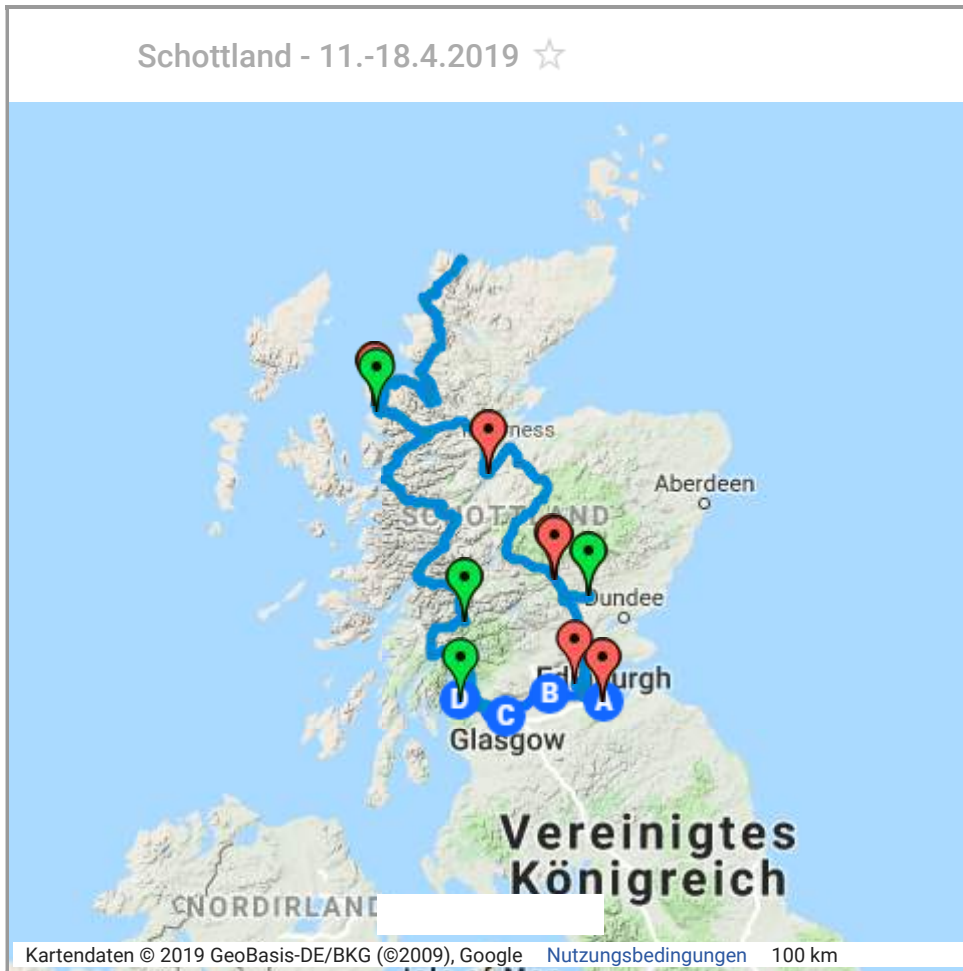 Schottland - 11.-18.4.2019
ness
Aberdeen
SCHOTTLAND
Dundee
Edinburgh
D C B A
Glasgow
Vereinigtes
Königreich
NORDIRLAND
Kartendaten © 2019 GeoBasis-DE/BKG (©2009), Google Nutzungsbedingungen 100 km